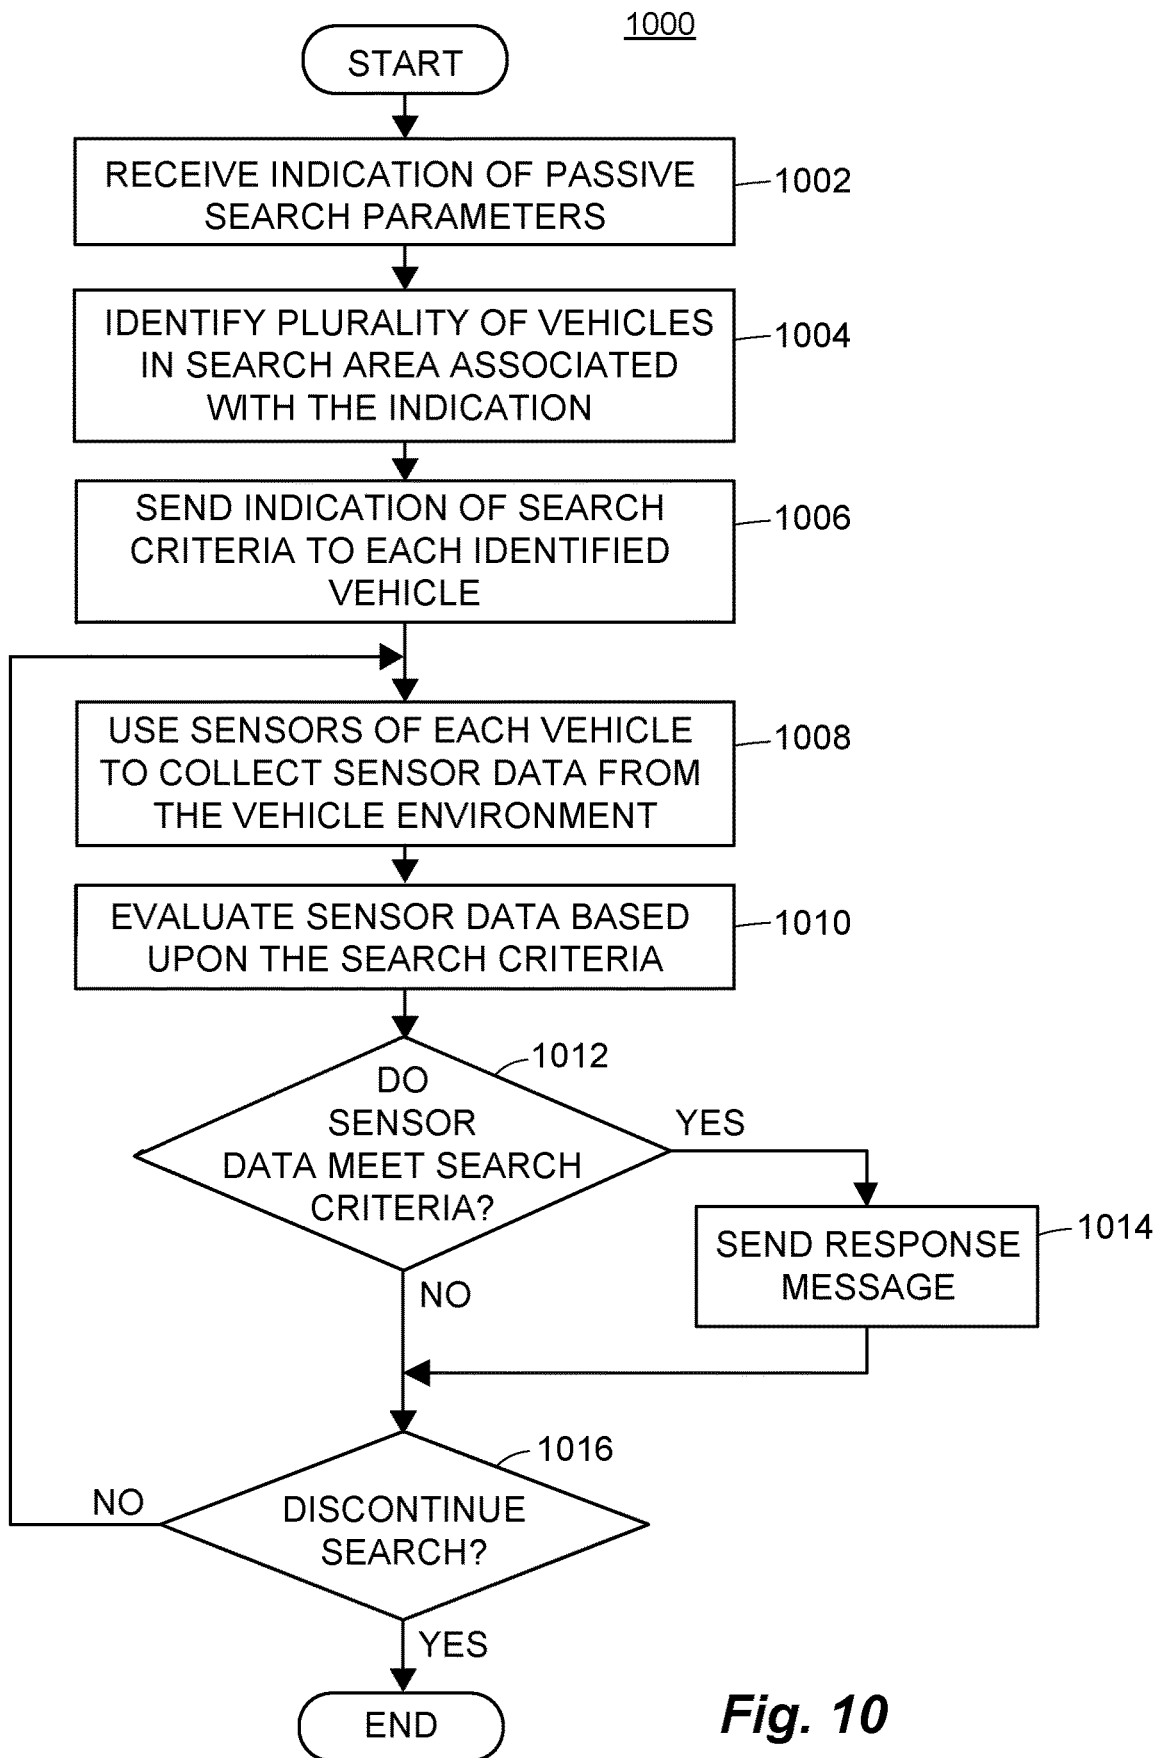 1000
START
RECEIVE INDICATION OF PASSIVE
SEARCH PARAMETERS
1002
IDENTIFY PLURALITY OF VEHICLES
IN SEARCH AREA ASSOCIATED
WITH THE INDICATION
1004
SEND INDICATION OF SEARCH
CRITERIA TO EACH IDENTIFIED
VEHICLE
1006
USE SENSORS OF EACH VEHICLE
TO COLLECT SENSOR DATA FROM
THE VEHICLE ENVIRONMENT
1008
EVALUATE SENSOR DATA BASED
UPON THE SEARCH CRITERIA
1010
1012
DO
SENSOR
DATA MEET SEARCH
CRITERIA?
YES
SEND RESPONSE
MESSAGE
1014
NO
1016
DISCONTINUE
SEARCH?
NO
YES
END
Fig. 10